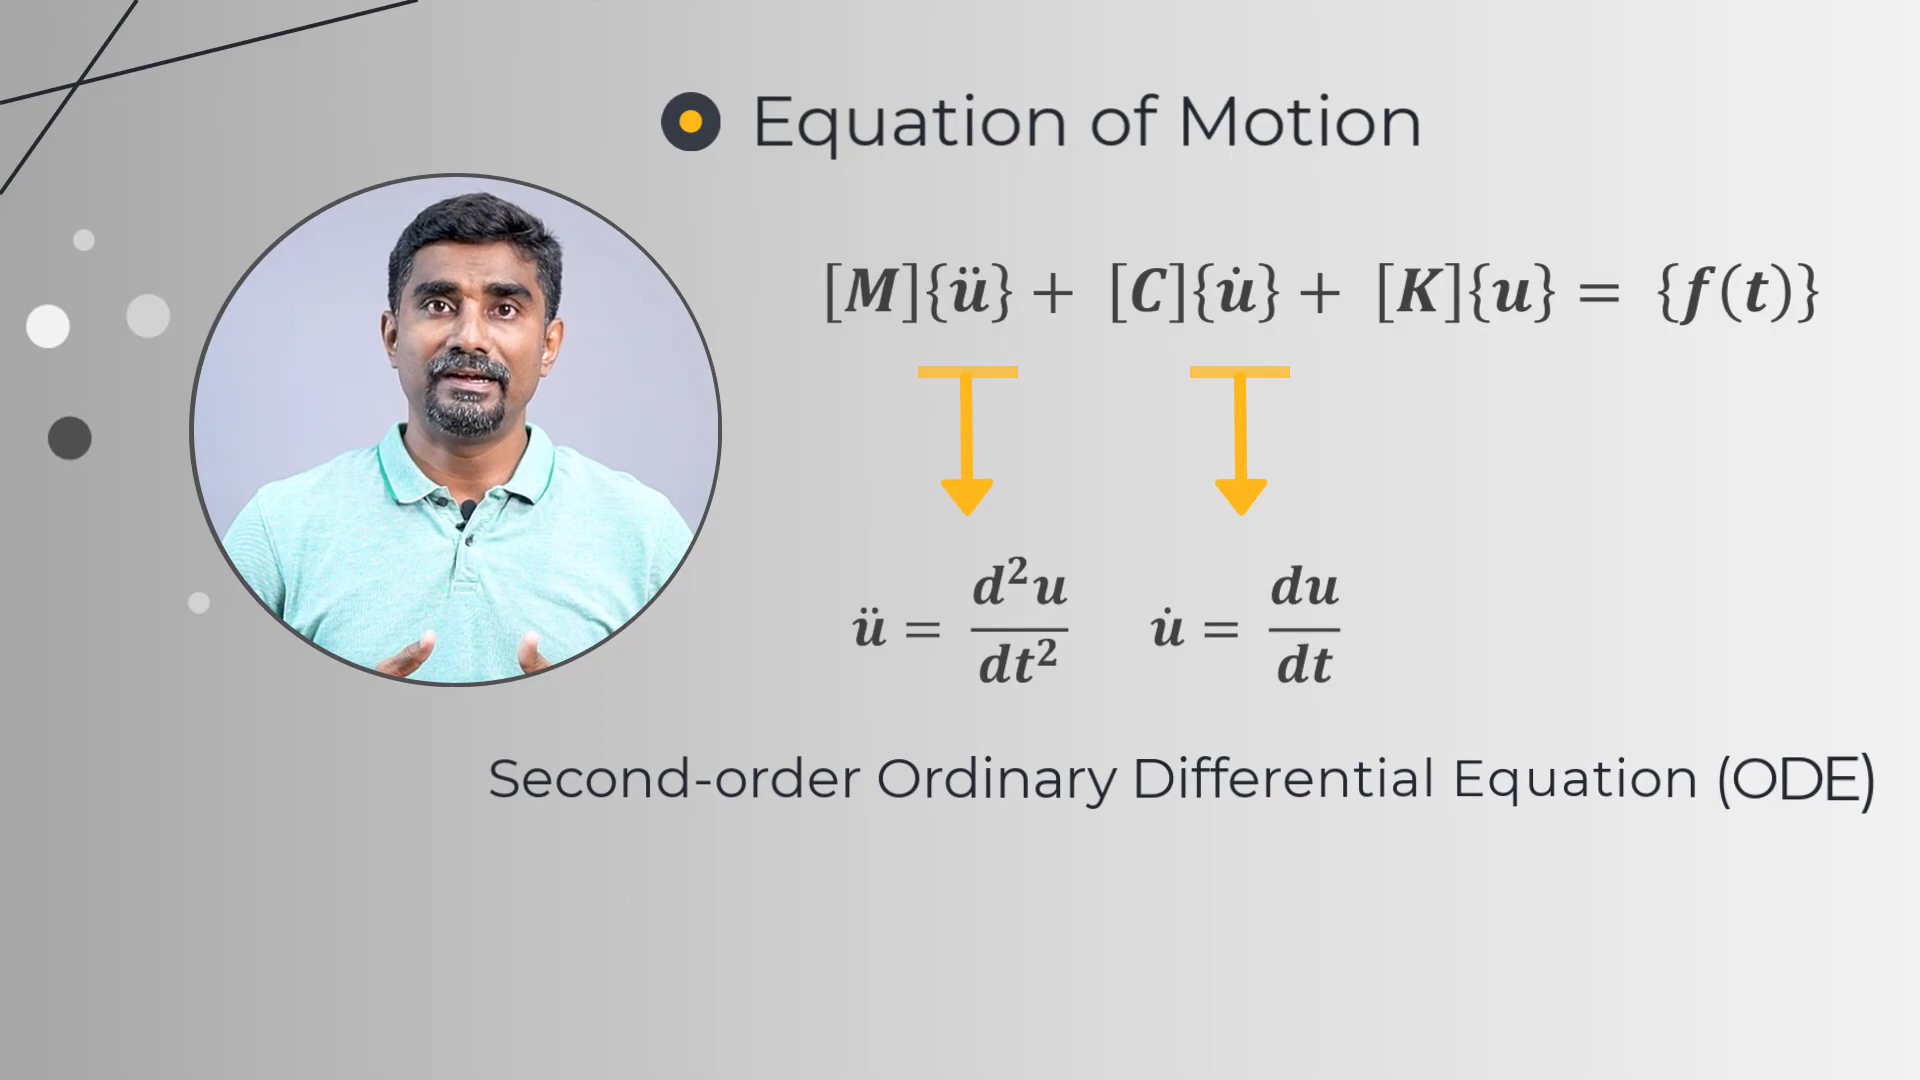 Equation of Motion
[M]{ü} + [C]{u̇} + [K]{u} = {f(t)}
ü = d²u/dt² u̇ = du/dt
Second-order Ordinary Differential Equation (ODE)